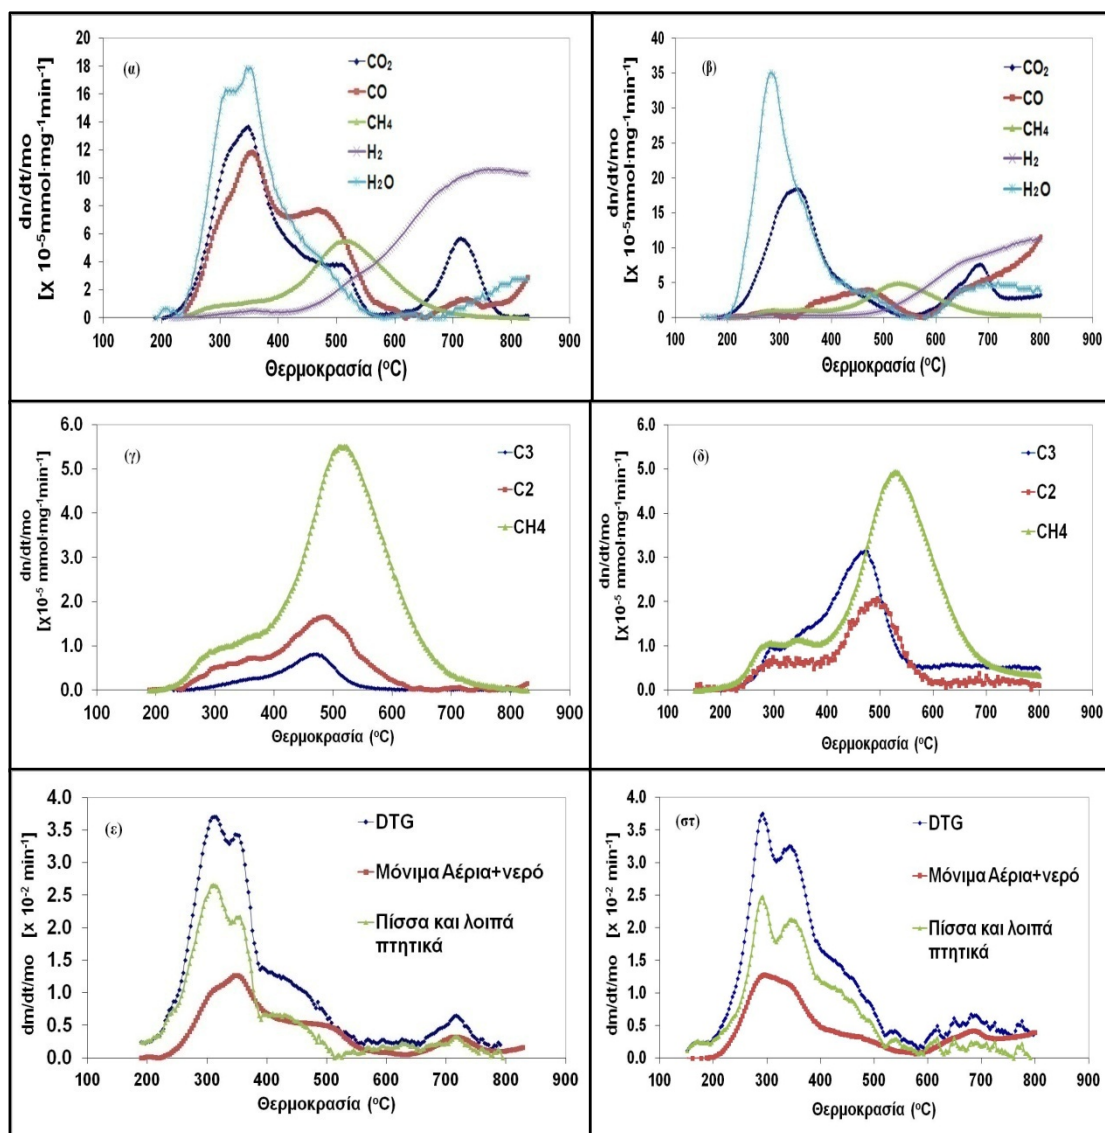 (α)
dn/dt/mo
[x 10⁻⁵mmol·mg⁻¹min⁻¹]
20
18
16
14
12
10
8
6
4
2
0
CO₂
CO
CH₄
H₂
H₂O
100 200 300 400 500 600 700 800 900
Θερμοκρασία (°C)
(β)
dn/dt/mo
[x 10⁻⁵mmol·mg⁻¹min⁻¹]
40
35
30
25
20
15
10
5
0
CO₂
CO
CH₄
H₂
H₂O
100 200 300 400 500 600 700 800 900
Θερμοκρασία (°C)
(γ)
dn/dt/mo
[x10⁻⁵ mmol·mg⁻¹min⁻¹]
6.0
5.0
4.0
3.0
2.0
1.0
0.0
C3
C2
CH4
100 200 300 400 500 600 700 800 900
Θερμοκρασία (°C)
(δ)
dn/dt/mo
[x10⁻⁵ mmol·mg⁻¹min⁻¹]
6.0
5.0
4.0
3.0
2.0
1.0
0.0
C3
C2
CH4
100 200 300 400 500 600 700 800 900
Θερμοκρασία (°C)
(ε)
dm/dt/mo [x 10⁻² min⁻¹]
4.0
3.5
3.0
2.5
2.0
1.5
1.0
0.5
0.0
DTG
Μόνιμα Αέρια+νερό
Πίσσα και λοιπά
πτητικά
100 200 300 400 500 600 700 800 900
Θερμοκρασία (°C)
(στ)
dm/dt/mo [x 10⁻² min⁻¹]
4.0
3.5
3.0
2.5
2.0
1.5
1.0
0.5
0.0
DTG
Μόνιμα Αέρια+νερό
Πίσσα και λοιπά
πτητικά
100 200 300 400 500 600 700 800 900
Θερμοκρασία (°C)